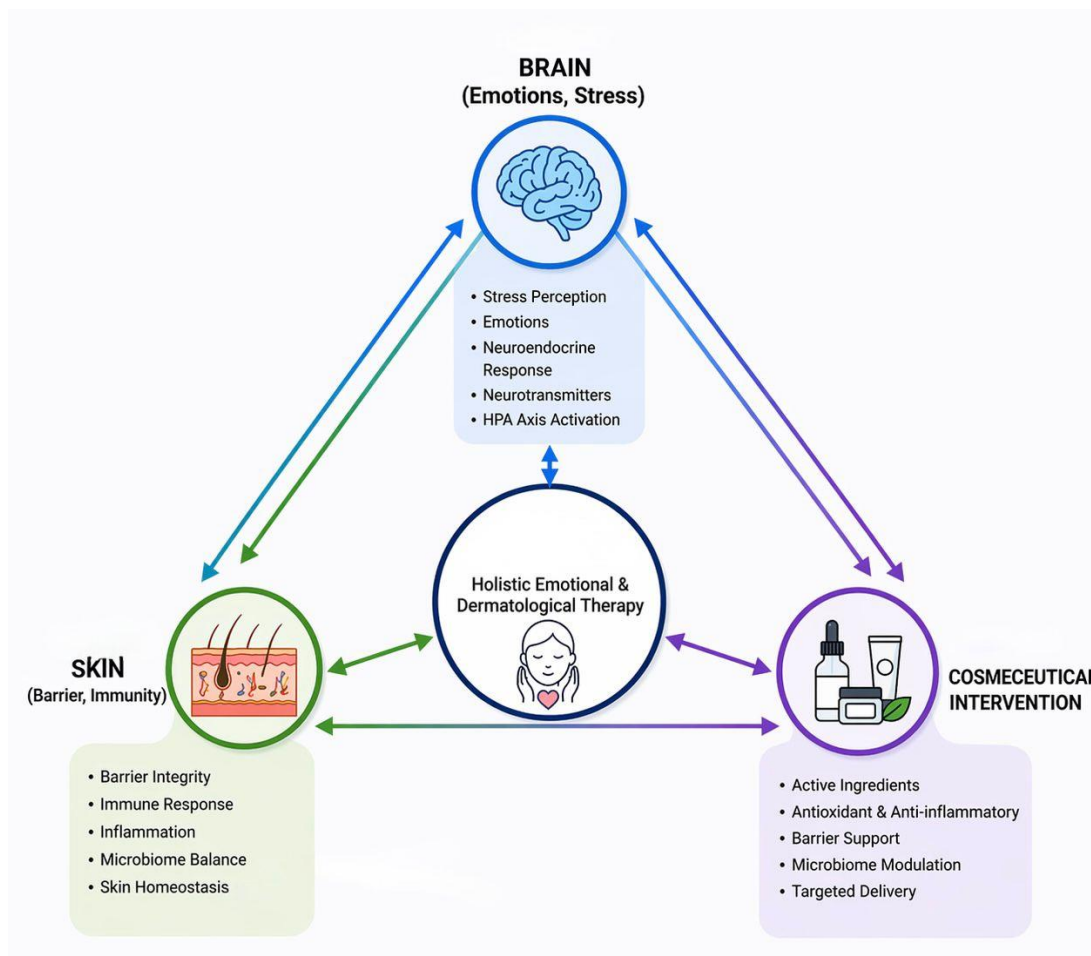 BRAIN
(Emotions, Stress)
• Stress Perception
• Emotions
• Neuroendocrine
Response
• Neurotransmitters
• HPA Axis Activation
Holistic Emotional &
Dermatological Therapy
SKIN
(Barrier, Immunity)
• Barrier Integrity
• Immune Response
• Inflammation
• Microbiome Balance
• Skin Homeostasis
COSMECEUTICAL
INTERVENTION
• Active Ingredients
• Antioxidant & Anti-inflammatory
• Barrier Support
• Microbiome Modulation
• Targeted Delivery